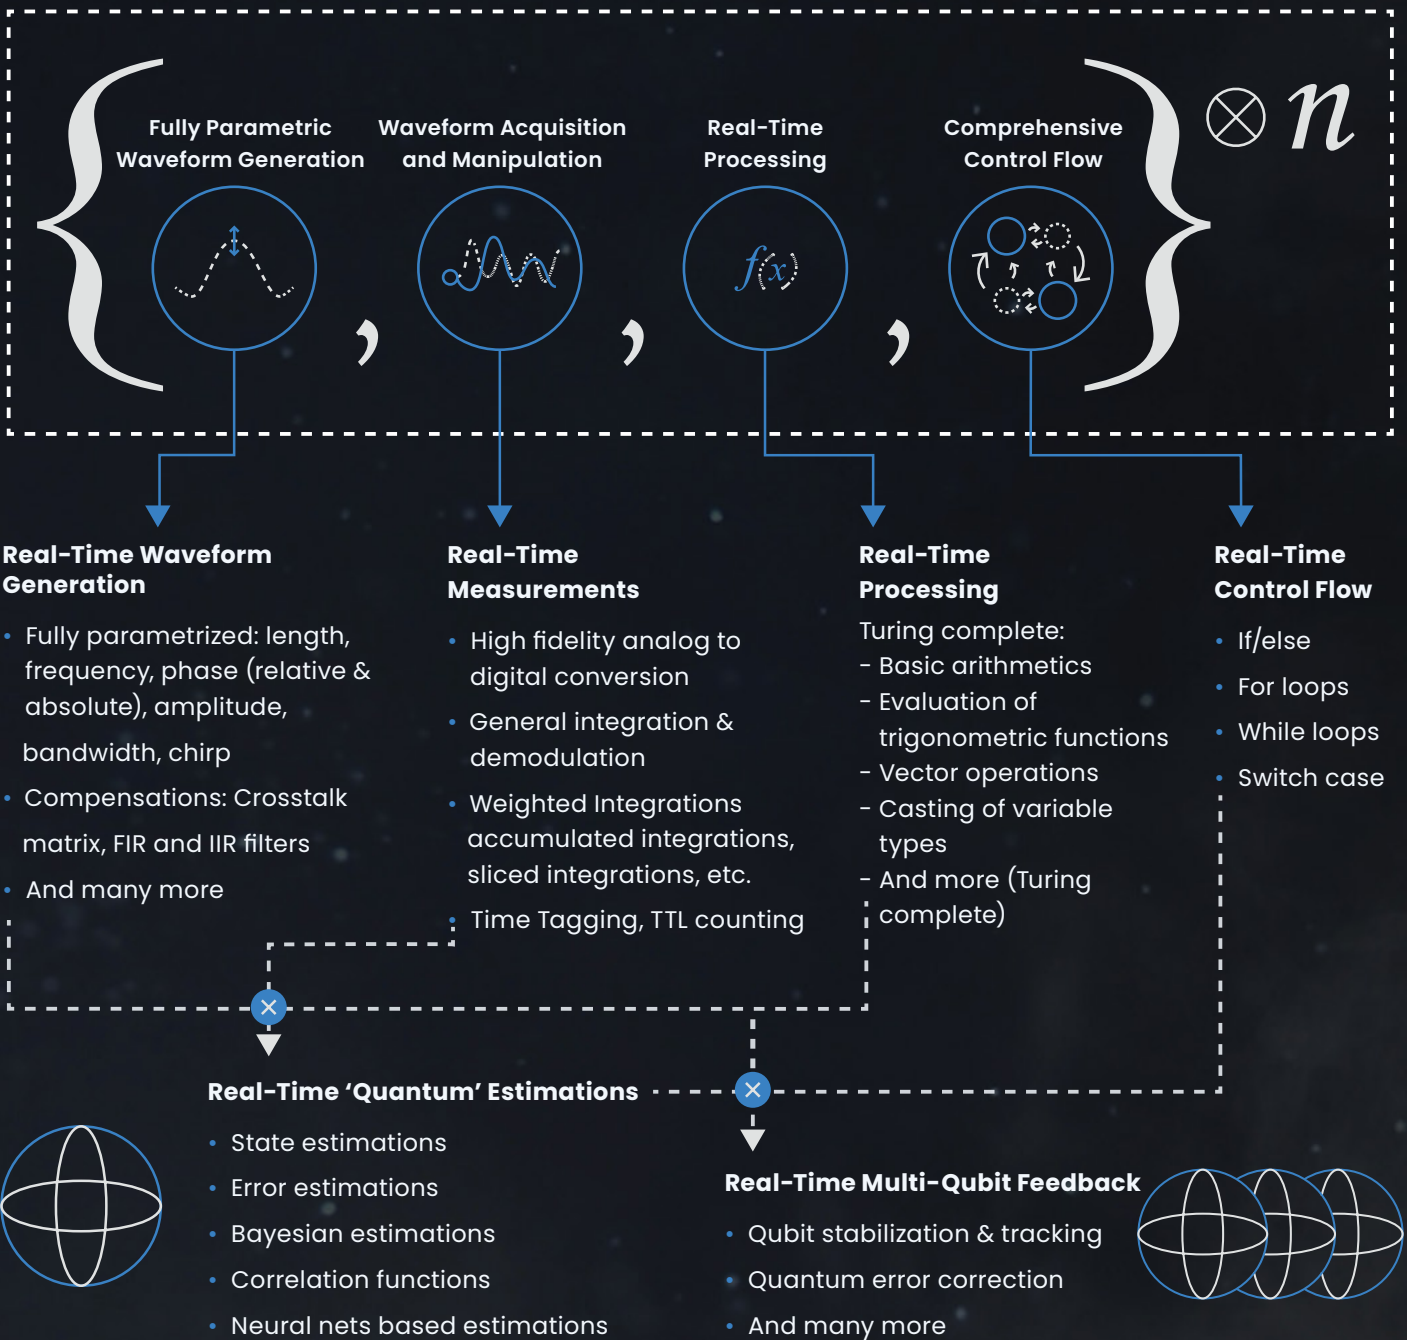 Fully Parametric
Waveform Generation
Waveform Acquisition
and Manipulation
Real-Time
Processing
Comprehensive
Control Flow
{ , , , } ⊗ n
f(x)
Real-Time Waveform
Generation
• Fully parametrized: length,
frequency, phase (relative &
absolute), amplitude,
bandwidth, chirp
• Compensations: Crosstalk
matrix, FIR and IIR filters
• And many more
Real-Time
Measurements
• High fidelity analog to
digital conversion
• General integration &
demodulation
• Weighted Integrations
accumulated integrations,
sliced integrations, etc.
• Time Tagging, TTL counting
Real-Time
Processing
Turing complete:
- Basic arithmetics
- Evaluation of
trigonometric functions
- Vector operations
- Casting of variable
types
- And more (Turing
complete)
Real-Time
Control Flow
• If/else
• For loops
• While loops
• Switch case
Real-Time ‘Quantum’ Estimations
• State estimations
• Error estimations
• Bayesian estimations
• Correlation functions
• Neural nets based estimations
Real-Time Multi-Qubit Feedback
• Qubit stabilization & tracking
• Quantum error correction
• And many more